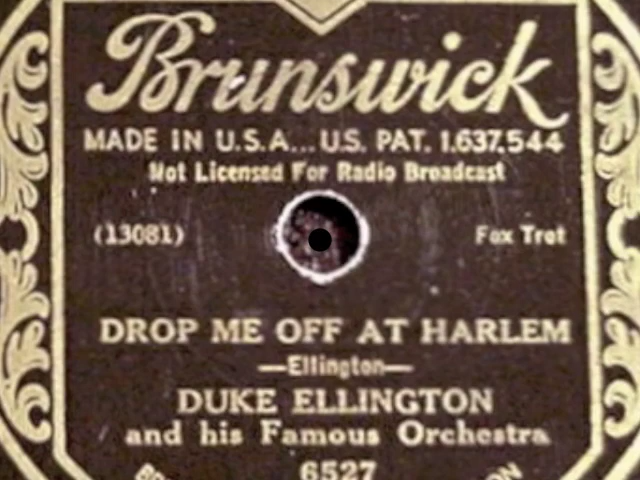 Brunswick
MADE IN U.S.A... U.S. PAT. 1.637.544
Not Licensed For Radio Broadcast
(13081) Fox Trot
DROP ME OFF AT HARLEM
—Ellington—
DUKE ELLINGTON
and his Famous Orchestra
6527